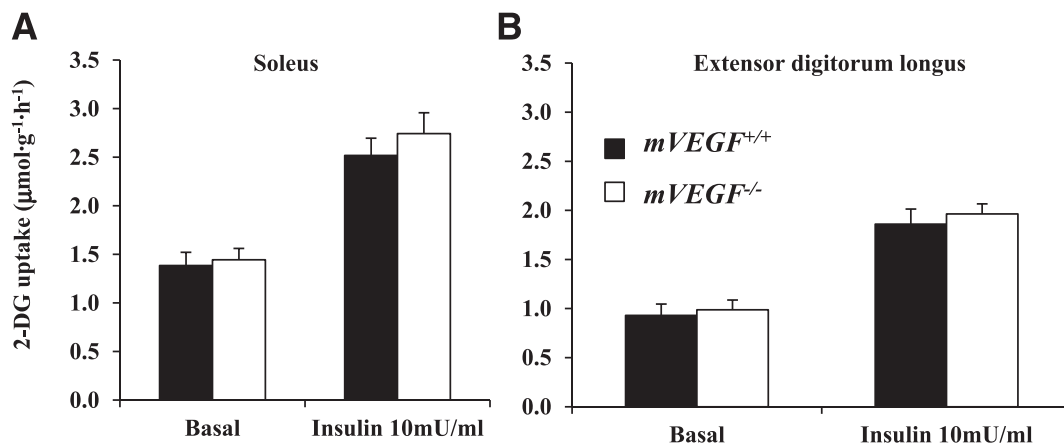 A
Soleus
2-DG uptake (µmol·g-1·h-1)
3.5
3.0
2.5
2.0
1.5
1.0
0.5
0.0
Basal
Insulin 10mU/ml
B
Extensor digitorum longus
3.5
3.0
2.5
2.0
1.5
1.0
0.5
0.0
mVEGF+/+
mVEGF-/-
Basal
Insulin 10mU/ml